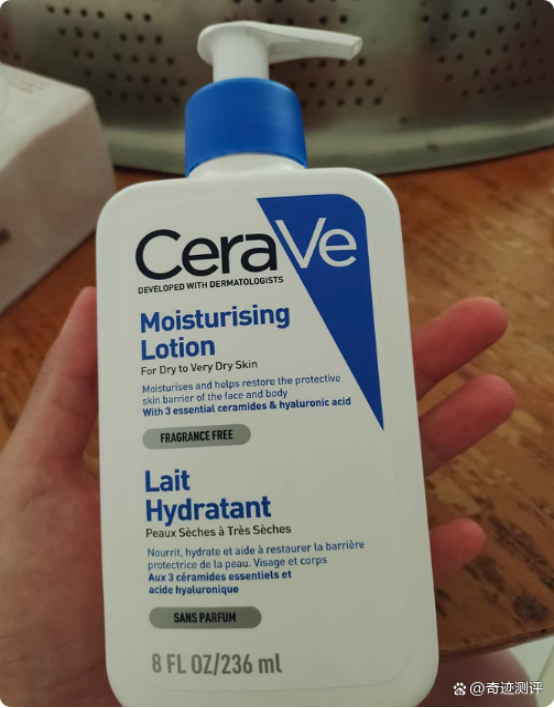 CeraVe
DEVELOPED WITH DERMATOLOGISTS
Moisturising
Lotion
For Dry to Very Dry Skin
Moisturises and helps restore the protective
skin barrier of the face and body
With 3 essential ceramides & hyaluronic acid
FRAGRANCE FREE
Lait
Hydratant
Peaux Sèches à Très Sèches
Nourrit, hydrate et aide à restaurer la barrière
protectrice de la peau. Visage et corps
Aux 3 céramides essentiels et
acide hyaluronique
SANS PARFUM
8 FL OZ/236 ml
@奇迹测评